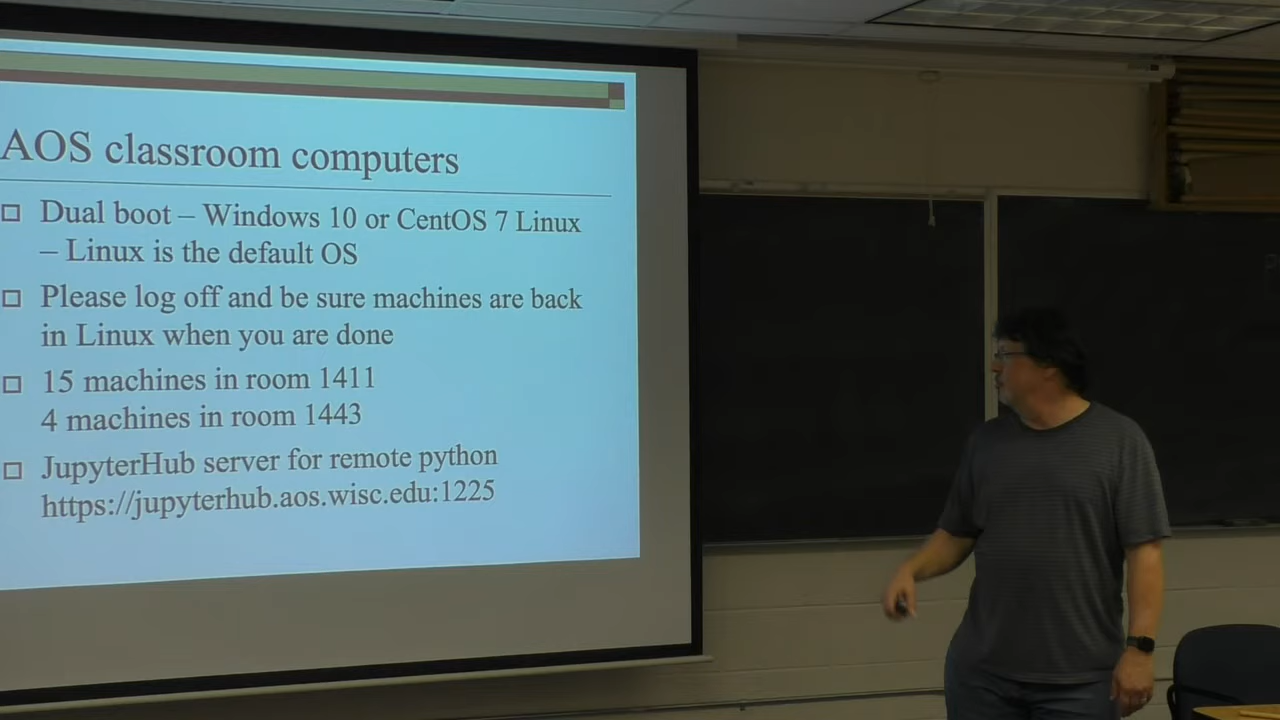 AOS classroom computers
Dual boot – Windows 10 or CentOS 7 Linux
– Linux is the default OS
Please log off and be sure machines are back
in Linux when you are done
15 machines in room 1411
4 machines in room 1443
JupyterHub server for remote python
https://jupyterhub.aos.wisc.edu:1225